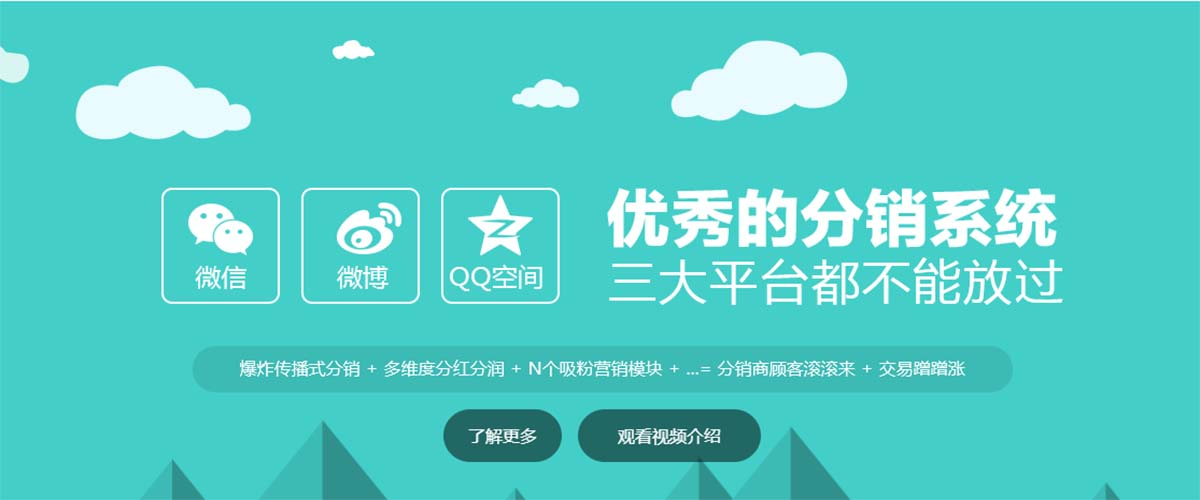 优秀的分销系统
三大平台都不能放过
微信
微博
QQ空间
爆炸传播式分销 + 多维度分红分润 + N个吸粉营销模块 + ...= 分销商顾客滚滚来 + 交易蹭蹭涨
了解更多
观看视频介绍